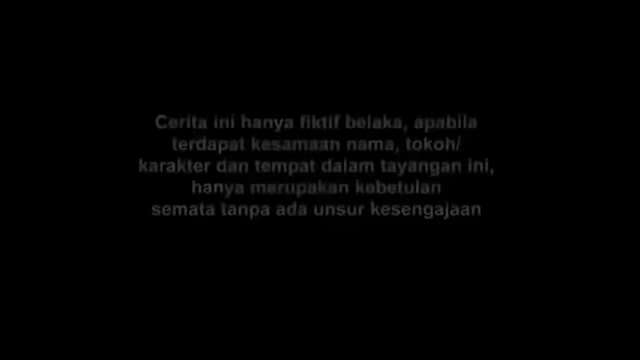 Cerita ini hanya fiktif belaka, apabila
terdapat kesamaan nama, tokoh/
karakter dan tempat dalam tayangan ini,
hanya merupakan kebetulan
semata tanpa ada unsur kesengajaan